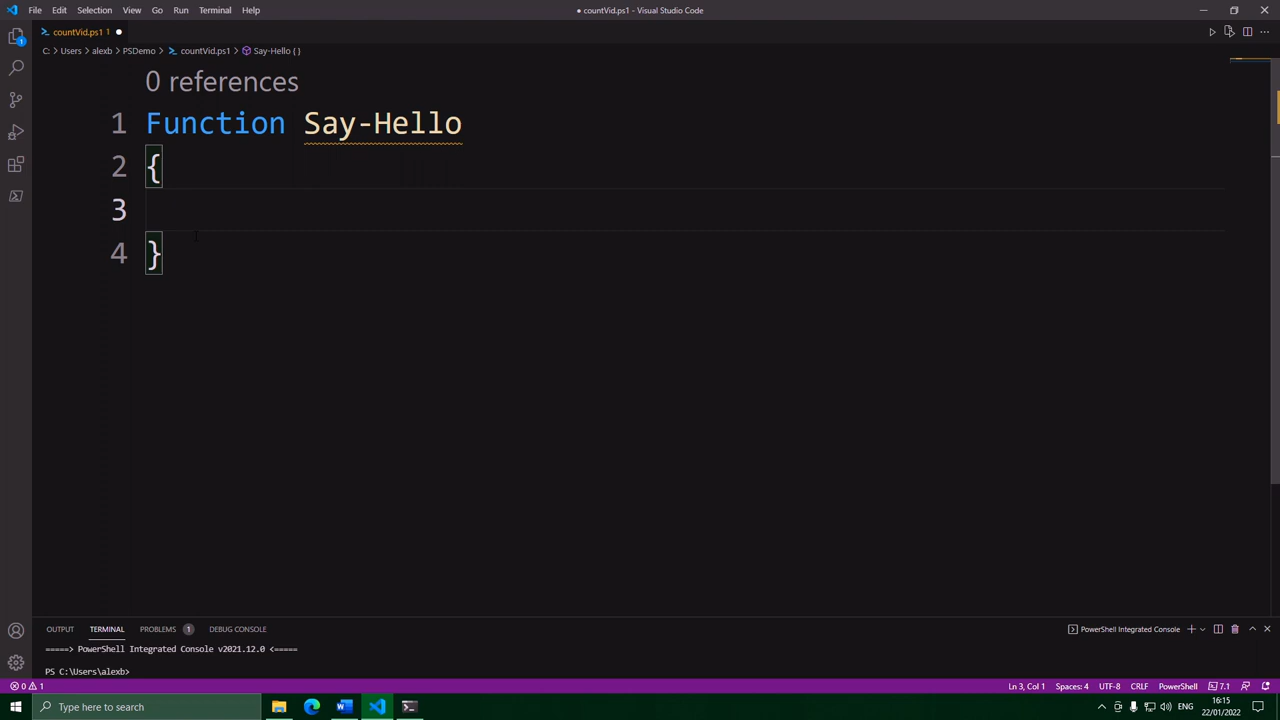 File Edit Selection View Go Run Terminal Help
● countVid.ps1 - Visual Studio Code
countVid.ps1 1
C: > Users > alexb > PSDemo > countVid.ps1 > Say-Hello { }
0 references
1 Function Say-Hello
2 {
3
4 }
OUTPUT TERMINAL PROBLEMS 1 DEBUG CONSOLE
PowerShell Integrated Console
=====> PowerShell Integrated Console v2021.12.0 <=====
PS C:\Users\alexb>
0 1
Ln 3, Col 1 Spaces: 4 UTF-8 CRLF PowerShell 7.1
Type here to search
ENG
16:15
22/01/2022